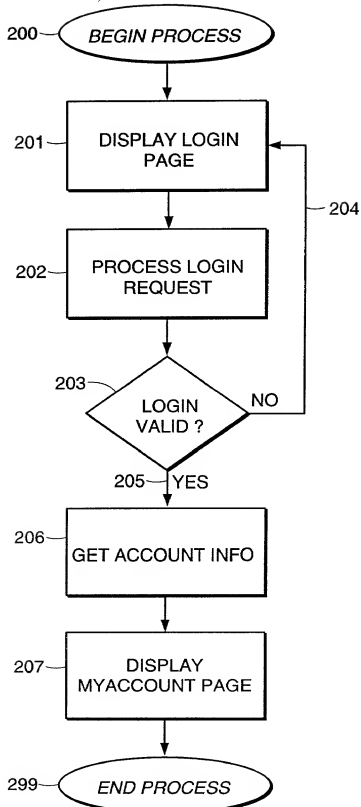 200
BEGIN PROCESS
201
DISPLAY LOGIN
PAGE
204
202
PROCESS LOGIN
REQUEST
203
LOGIN
VALID ?
NO
205
YES
206
GET ACCOUNT INFO
207
DISPLAY
MYACCOUNT PAGE
299
END PROCESS